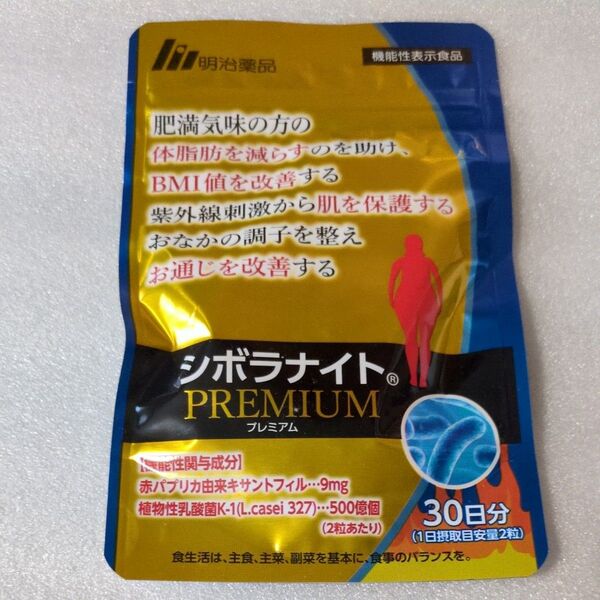 明治薬品
機能性表示食品
肥満気味の方の
体脂肪を減らすのを助け、
BMI値を改善する
紫外線刺激から肌を保護する
おなかの調子を整え
お通じを改善する
シボラナイト®
PREMIUM
プレミアム
【機能性関与成分】
赤パプリカ由来キサントフィル…9mg
植物性乳酸菌K-1(L.casei 327)…500億個
(2粒あたり)
30日分
(1日摂取目安量2粒)
食生活は、主食、主菜、副菜を基本に、食事のバランスを。